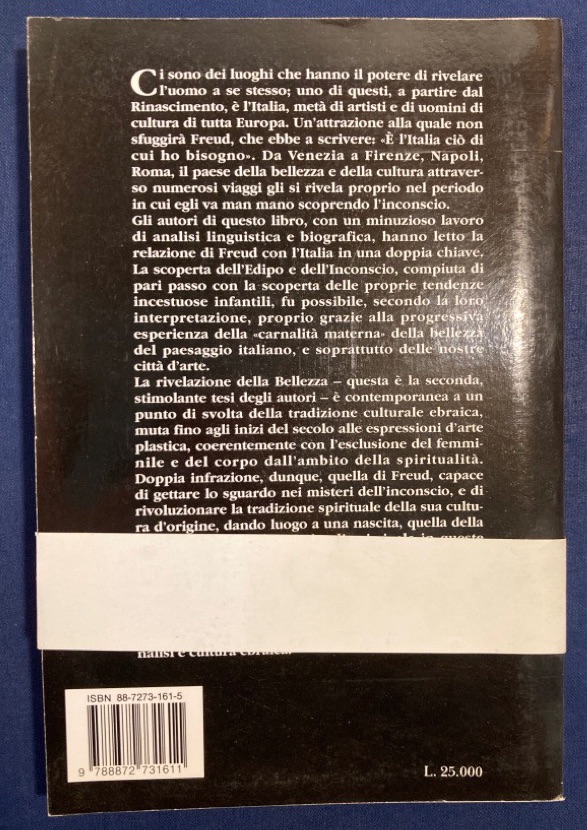 Ci sono dei luoghi che hanno il potere di rivelare
l'uomo a se stesso; uno di questi, a partire dal
Rinascimento, è l'Italia, metà di artisti e di uomini di
cultura di tutta Europa. Un'attrazione alla quale non
sfuggirà Freud, che ebbe a scrivere: «È l'Italia ciò di
cui ho bisogno». Da Venezia a Firenze, Napoli,
Roma, il paese della bellezza e della cultura attraver-
so numerosi viaggi gli si rivela proprio nel periodo
in cui egli va man mano scoprendo l'inconscio.
Gli autori di questo libro, con un minuzioso lavoro
di analisi linguistica e biografica, hanno letto la
relazione di Freud con l'Italia in una doppia chiave.
La scoperta dell'Edipo e dell'Inconscio, compiuta di
pari passo con la scoperta delle proprie tendenze
incestuose infantili, fu possibile, secondo la loro
interpretazione, proprio grazie alla progressiva
esperienza della «carnalità materna» della bellezza
del paesaggio italiano, e soprattutto delle nostre
città d'arte.
La rivelazione della Bellezza – questa è la seconda,
stimolante tesi degli autori – è contemporanea a un
punto di svolta della tradizione culturale ebraica,
muta fino agli inizi del secolo alle espressioni d'arte
plastica, coerentemente con l'esclusione del femmi-
nile e del corpo dall'ambito della spiritualità.
Doppia infrazione, dunque, quella di Freud, capace
di gettare lo sguardo nei misteri dell'inconscio, e di
rivoluzionare la tradizione spirituale della sua cultu-
ra d'origine, dando luogo a una nascita, quella della
in queste
nalisi e cultura
ISBN 88-7273-161-5
9 788872 731611
L. 25.000